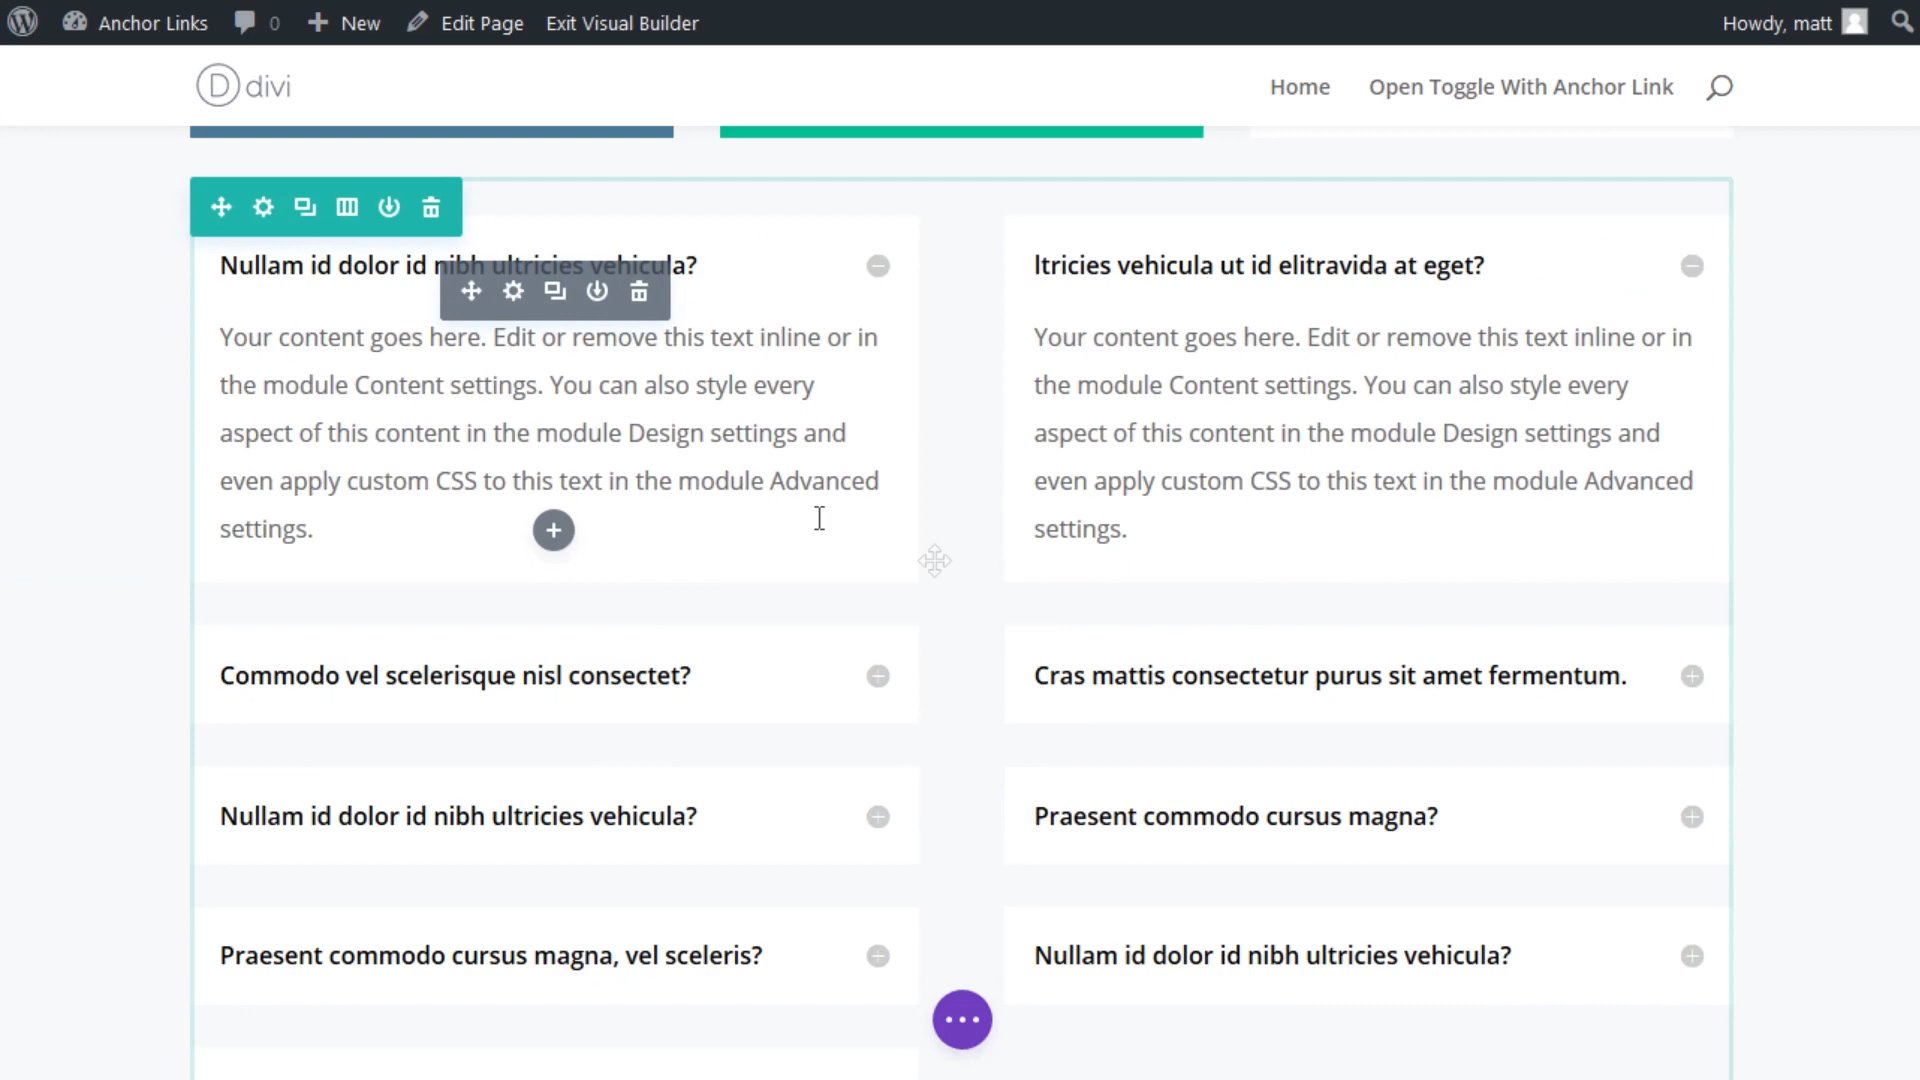 Anchor Links 0 New Edit Page Exit Visual Builder Howdy, matt
D divi Home Open Toggle With Anchor Link
Nullam id dolor id nibh ultricies vehicula?
Your content goes here. Edit or remove this text inline or in
the module Content settings. You can also style every
aspect of this content in the module Design settings and
even apply custom CSS to this text in the module Advanced
settings.
Commodo vel scelerisque nisl consectet?
Nullam id dolor id nibh ultricies vehicula?
Praesent commodo cursus magna, vel sceleris?
ltricies vehicula ut id elitravida at eget?
Your content goes here. Edit or remove this text inline or in
the module Content settings. You can also style every
aspect of this content in the module Design settings and
even apply custom CSS to this text in the module Advanced
settings.
Cras mattis consectetur purus sit amet fermentum.
Praesent commodo cursus magna?
Nullam id dolor id nibh ultricies vehicula?